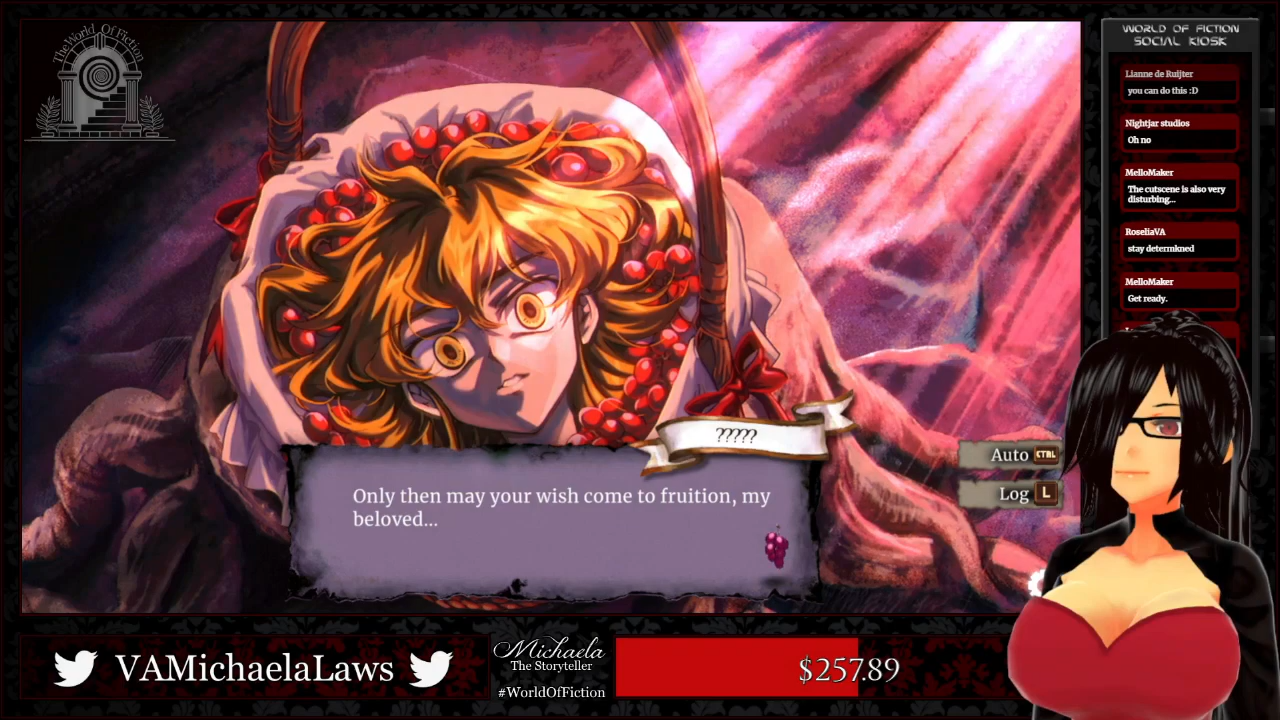 The World Of Fiction
WORLD OF FICTION
SOCIAL KIOSK
Lianne de Ruijter
you can do this :D
Nightjar studios
Oh no
MelloMaker
The cutscene is also very
disturbing...
RoseliaVA
stay determkned
MelloMaker
Get ready.
?????
Only then may your wish come to fruition, my
beloved...
Auto CTRL
Log L
VAMichaelaLaws
Michaela
The Storyteller
#WorldOfFiction
$257.89